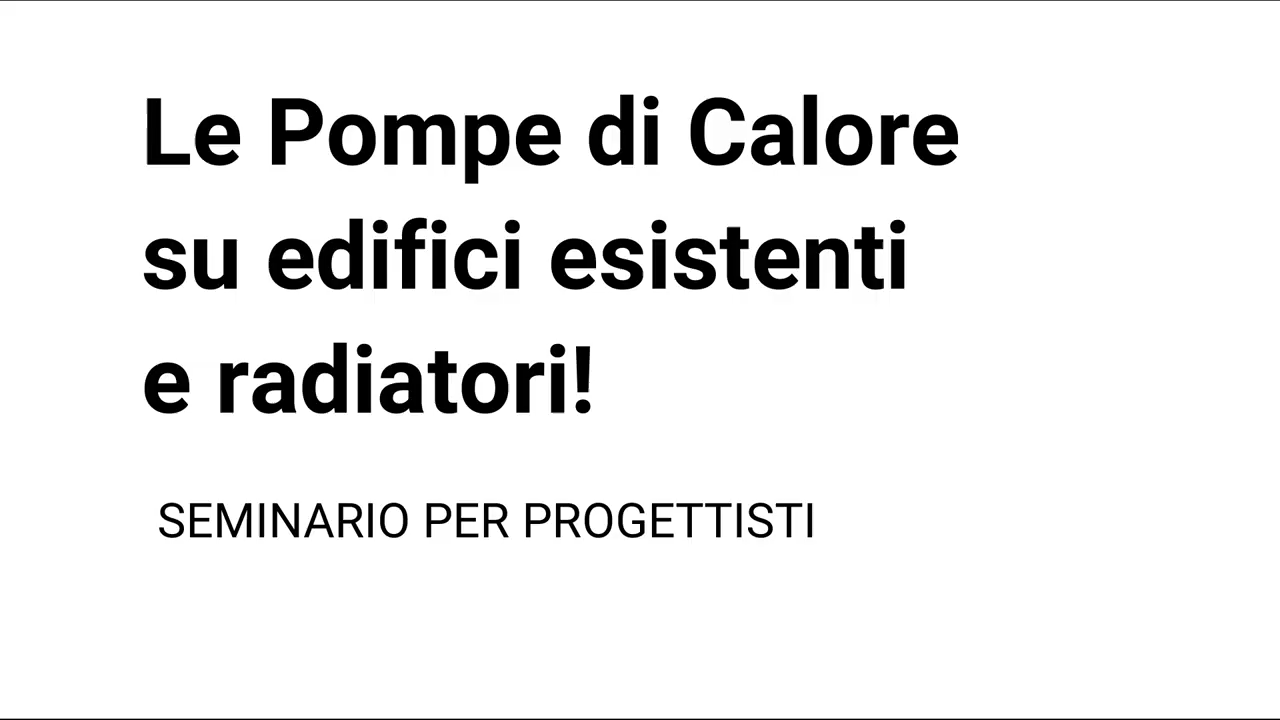 Le Pompe di Calore
su edifici esistenti
e radiatori!
SEMINARIO PER PROGETTISTI